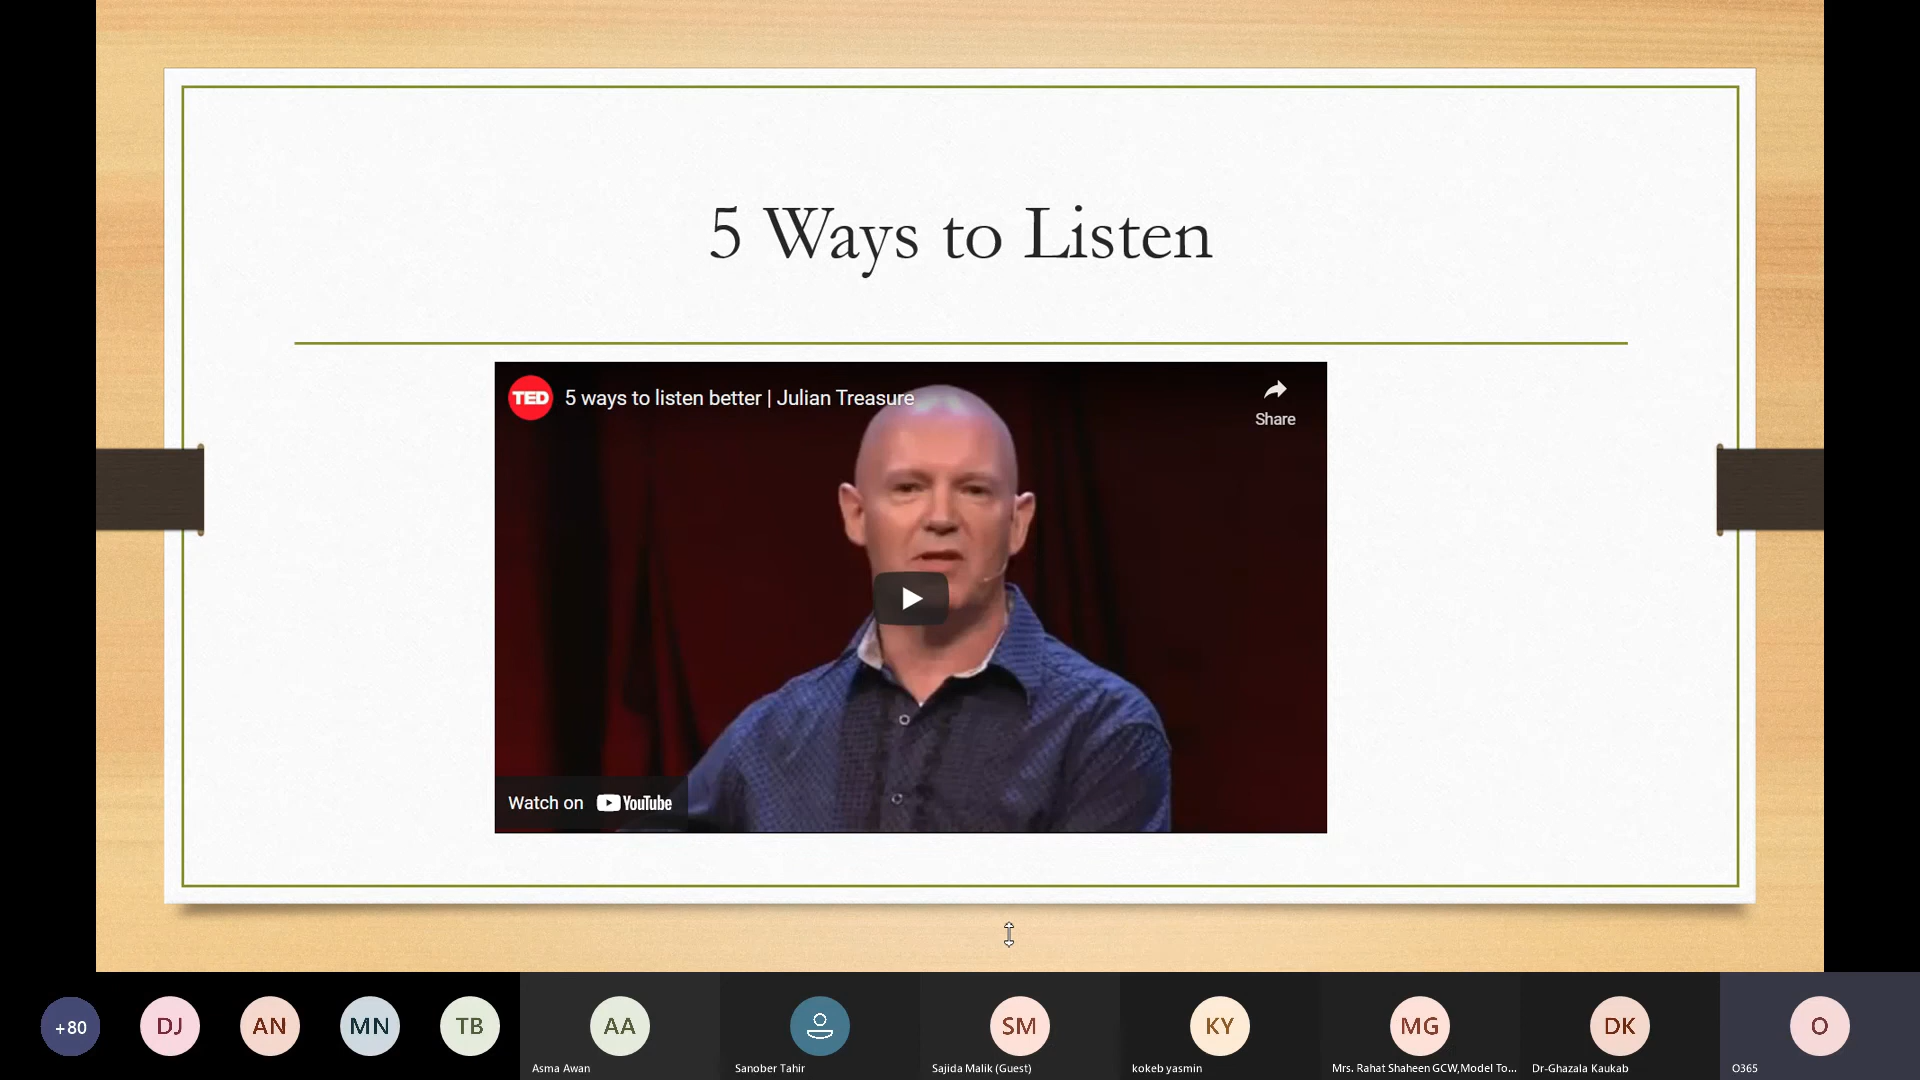 5 Ways to Listen
TED
5 ways to listen better | Julian Treasure
Share
Watch on YouTube
+80
DJ
AN
MN
TB
AA
SM
KY
MG
DK
O
Asma Awan
Sanober Tahir
Sajida Malik (Guest)
kokeb yasmin
Mrs. Rahat Shaheen GCW,Model To...
Dr-Ghazala Kaukab
O365